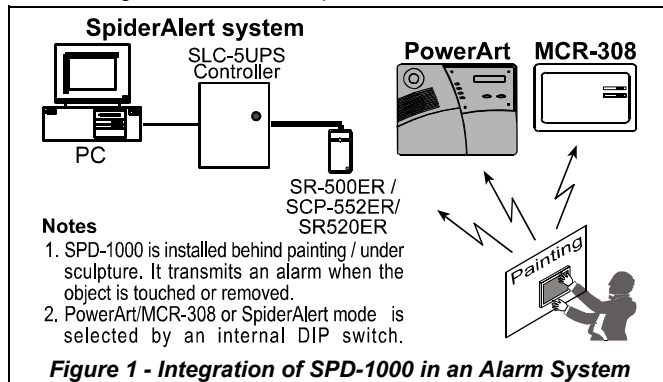 SpiderAlert system
SLC-5UPS
Controller
PC
SR-500ER /
SCP-552ER/
SR520ER
PowerArt
MCR-308
Painting
Notes
1. SPD-1000 is installed behind painting / under
sculpture. It transmits an alarm when the
object is touched or removed.
2. PowerArt/MCR-308 or SpiderAlert mode is
selected by an internal DIP switch.
Figure 1 - Integration of SPD-1000 in an Alarm System